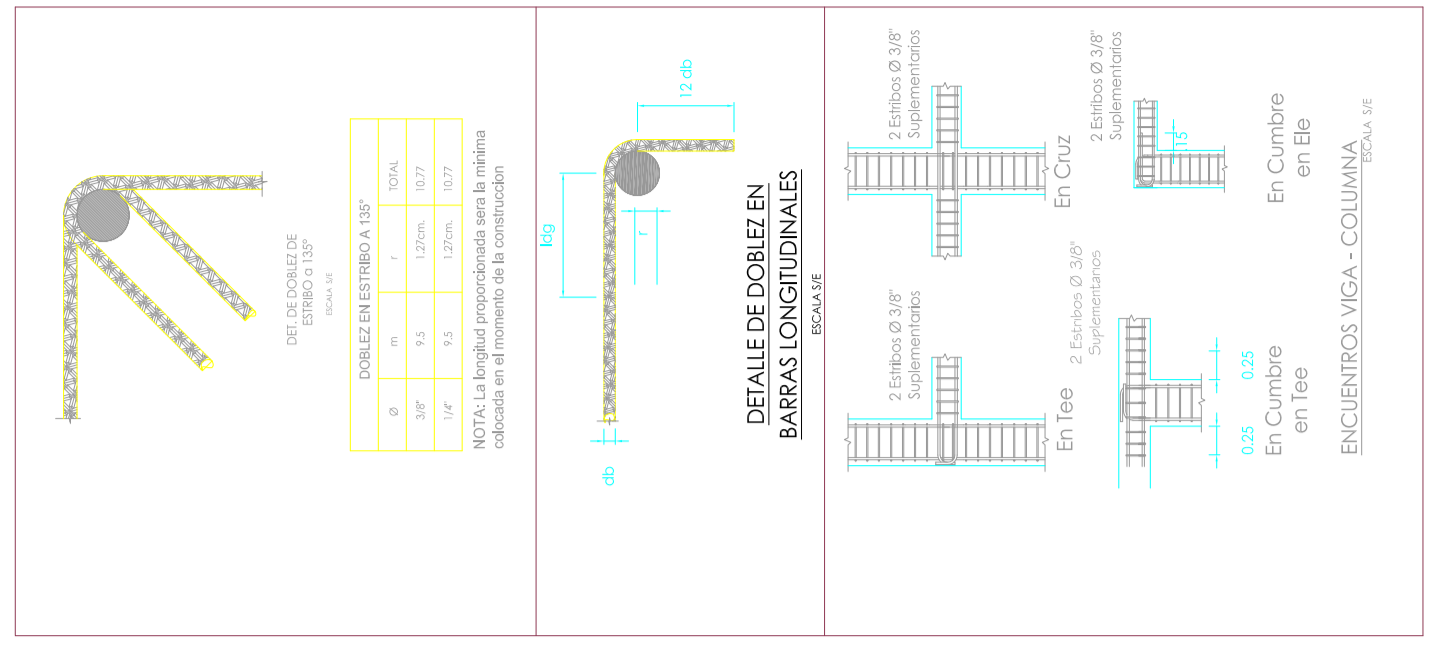 DET. DE DOBLEZ DE
ESTRIBO a 135°
ESCALA S/E
DOBLEZ EN ESTRIBO A 135°
Ø m r TOTAL
3/8" 9.5 1.27cm. 10.77
1/4" 9.5 1.27cm. 10.77
NOTA: La longitud proporcionada sera la minima
colocada en el momento de la construccion
ldg
12 db
r
db
DETALLE DE DOBLEZ EN
BARRAS LONGITUDINALES
ESCALA S/E
2 Estribos Ø 3/8"
Suplementarios
En Tee
2 Estribos Ø 3/8"
Suplementarios
En Cruz
2 Estribos Ø 3/8"
Suplementarios
0.25
0.25
En Cumbre
en Tee
2 Estribos Ø 3/8"
Suplementarios
.15
En Cumbre
en Ele
ENCUENTROS VIGA - COLUMNA
ESCALA S/E